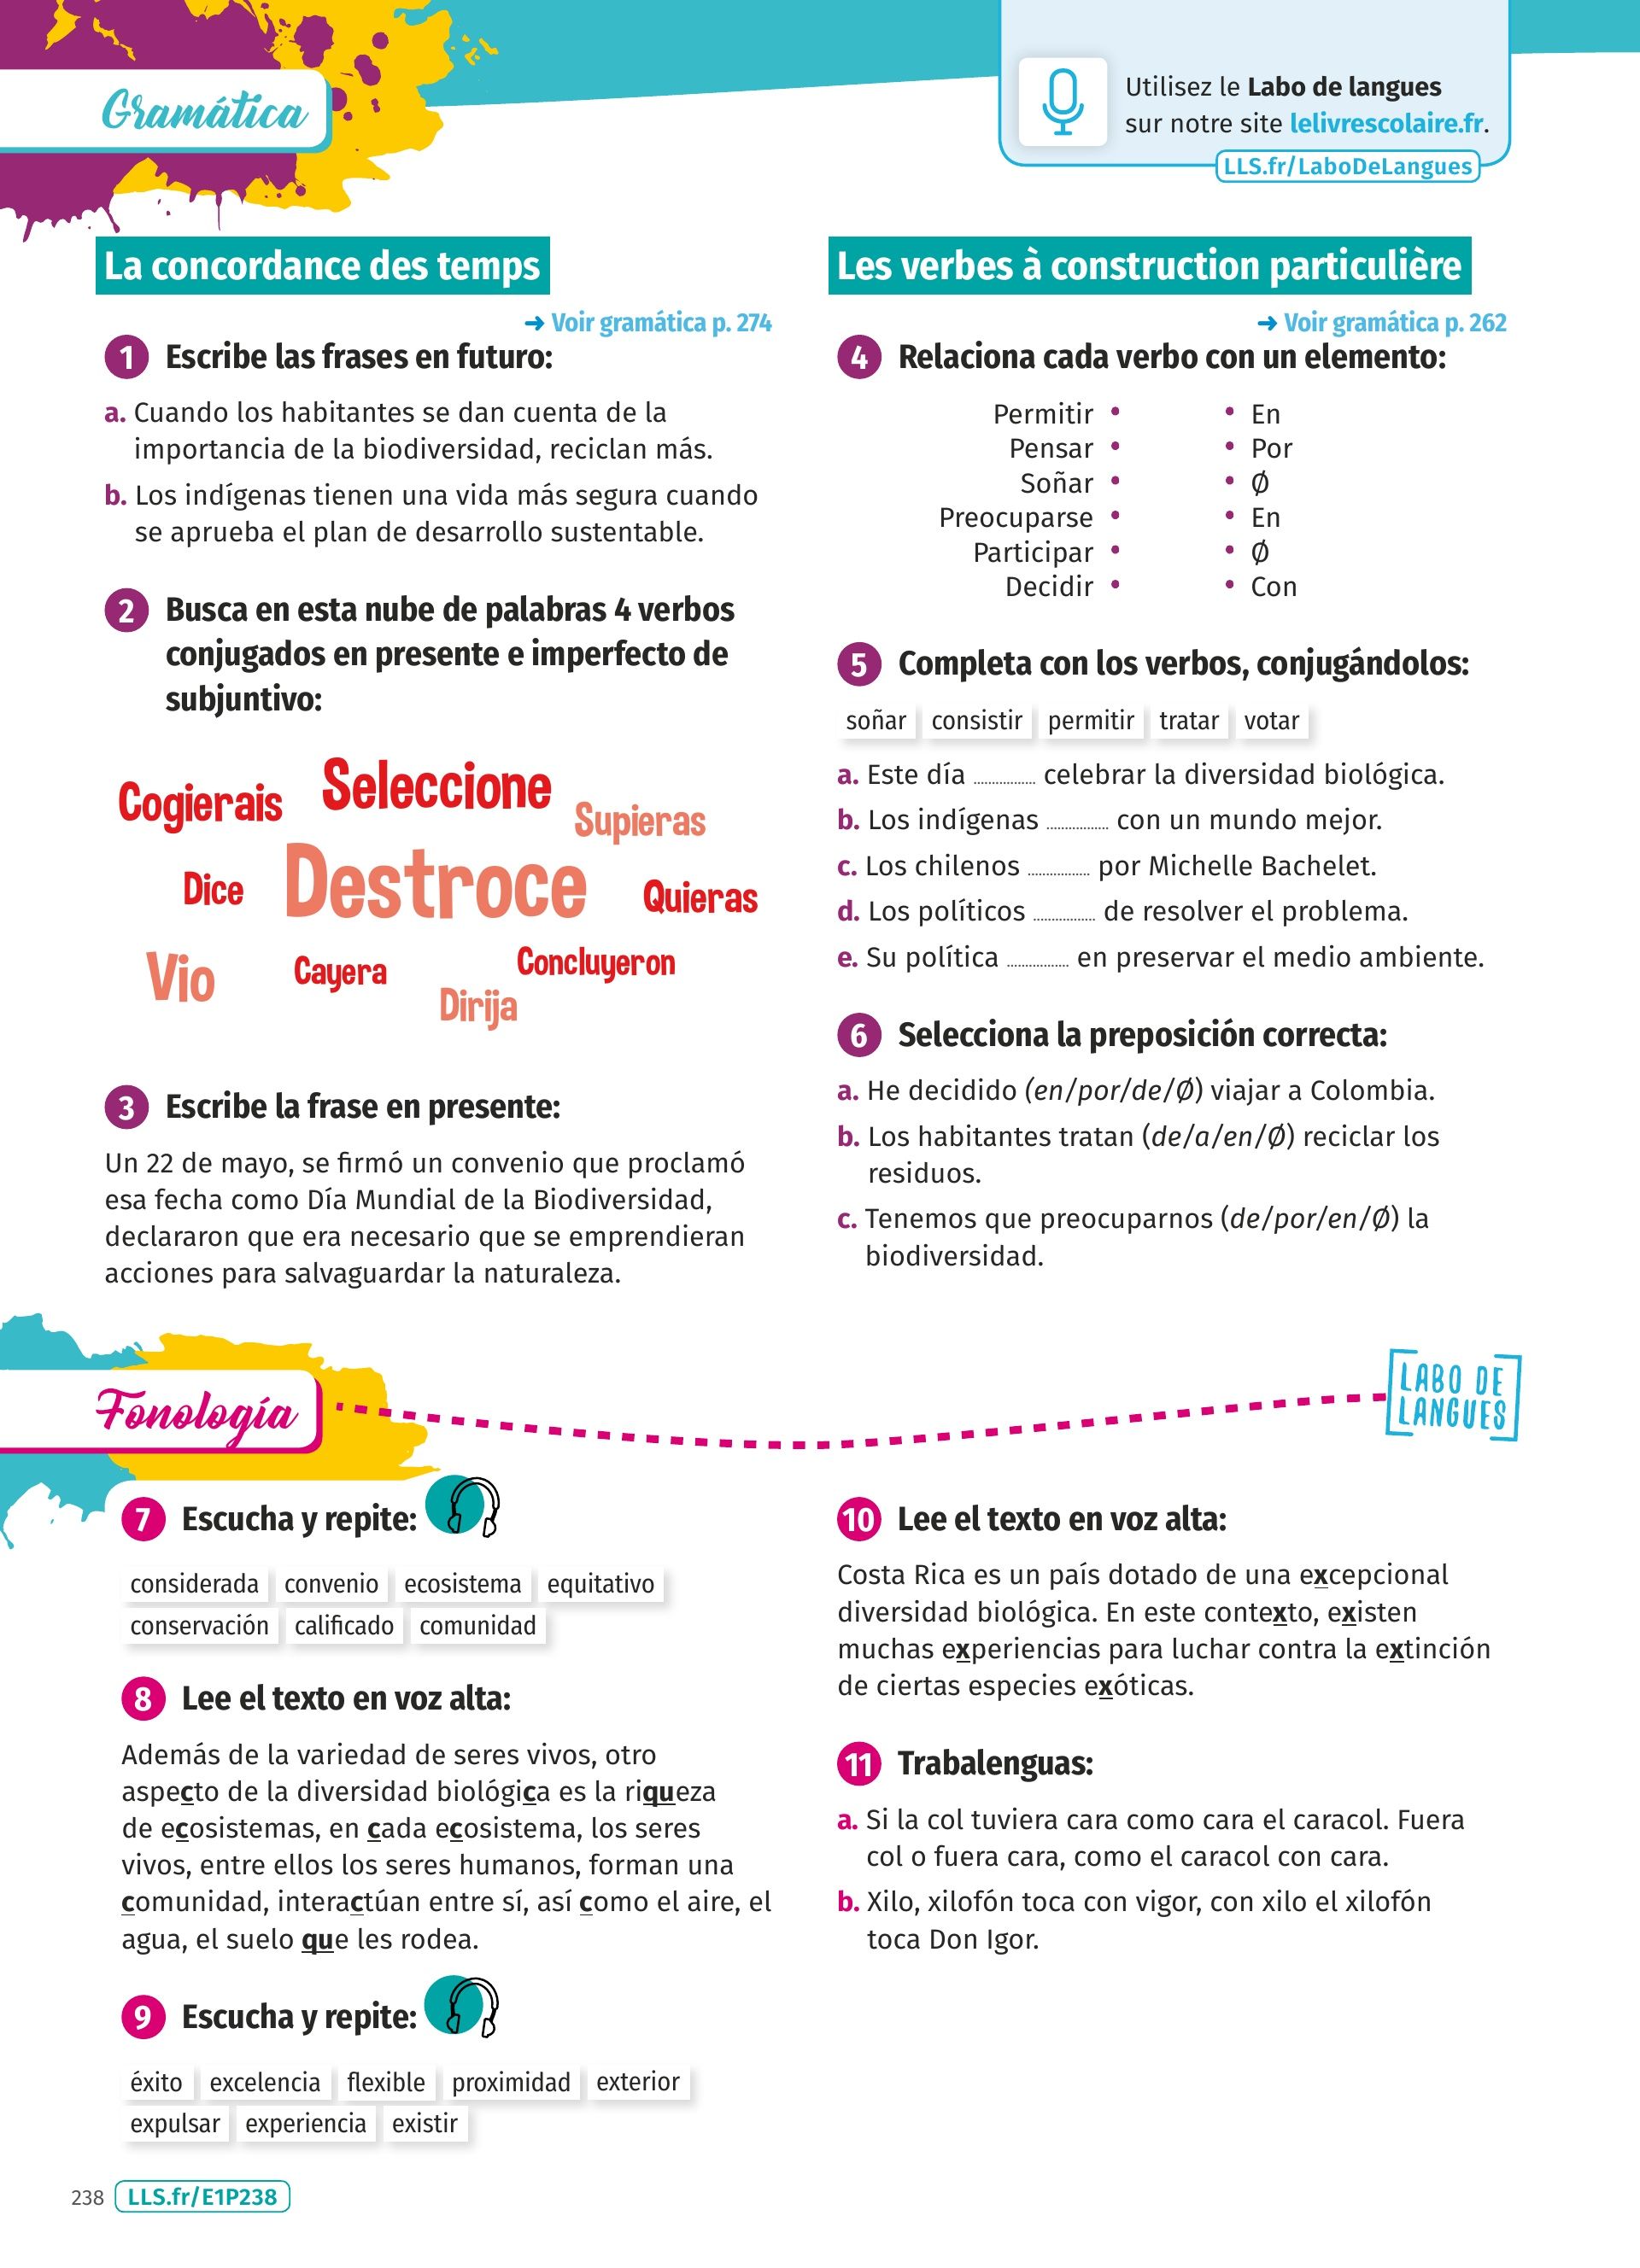 Gramática
Utilisez le Labo de langues
sur notre site lelivrescolaire.fr.
LLS.fr/LaboDeLangues
La concordance des temps
➜ Voir gramática p. 274
1 Escribe las frases en futuro:
a. Cuando los habitantes se dan cuenta de la
importancia de la biodiversidad, reciclan más.
b. Los indígenas tienen una vida más segura cuando
se aprueba el plan de desarrollo sustentable.
2 Busca en esta nube de palabras 4 verbos
conjugados en presente e imperfecto de
subjuntivo:
Cogierais Seleccione Supieras
Dice Destroce Quieras
Vio Cayera Concluyeron
Dirija
3 Escribe la frase en presente:
Un 22 de mayo, se firmó un convenio que proclamó
esa fecha como Día Mundial de la Biodiversidad,
declararon que era necesario que se emprendieran
acciones para salvaguardar la naturaleza.
Les verbes à construction particulière
➜ Voir gramática p. 262
4 Relaciona cada verbo con un elemento:
Permitir • • En
Pensar • • Por
Soñar • • Ø
Preocuparse • • En
Participar • • Ø
Decidir • • Con
5 Completa con los verbos, conjugándolos:
soñar consistir permitir tratar votar
a. Este día ................ celebrar la diversidad biológica.
b. Los indígenas ................ con un mundo mejor.
c. Los chilenos ................ por Michelle Bachelet.
d. Los políticos ................ de resolver el problema.
e. Su política ................ en preservar el medio ambiente.
6 Selecciona la preposición correcta:
a. He decidido (en/por/de/Ø) viajar a Colombia.
b. Los habitantes tratan (de/a/en/Ø) reciclar los
residuos.
c. Tenemos que preocuparnos (de/por/en/Ø) la
biodiversidad.
Fonología
LABO DE
LANGUES
7 Escucha y repite:
considerada convenio ecosistema equitativo
conservación calificado comunidad
8 Lee el texto en voz alta:
Además de la variedad de seres vivos, otro
aspecto de la diversidad biológica es la riqueza
de ecosistemas, en cada ecosistema, los seres
vivos, entre ellos los seres humanos, forman una
comunidad, interactúan entre sí, así como el aire, el
agua, el suelo que les rodea.
9 Escucha y repite:
éxito excelencia flexible proximidad exterior
expulsar experiencia existir
10 Lee el texto en voz alta:
Costa Rica es un país dotado de una excepcional
diversidad biológica. En este contexto, existen
muchas experiencias para luchar contra la extinción
de ciertas especies exóticas.
11 Trabalenguas:
a. Si la col tuviera cara como cara el caracol. Fuera
col o fuera cara, como el caracol con cara.
b. Xilo, xilofón toca con vigor, con xilo el xilofón
toca Don Igor.
238 LLS.fr/E1P238